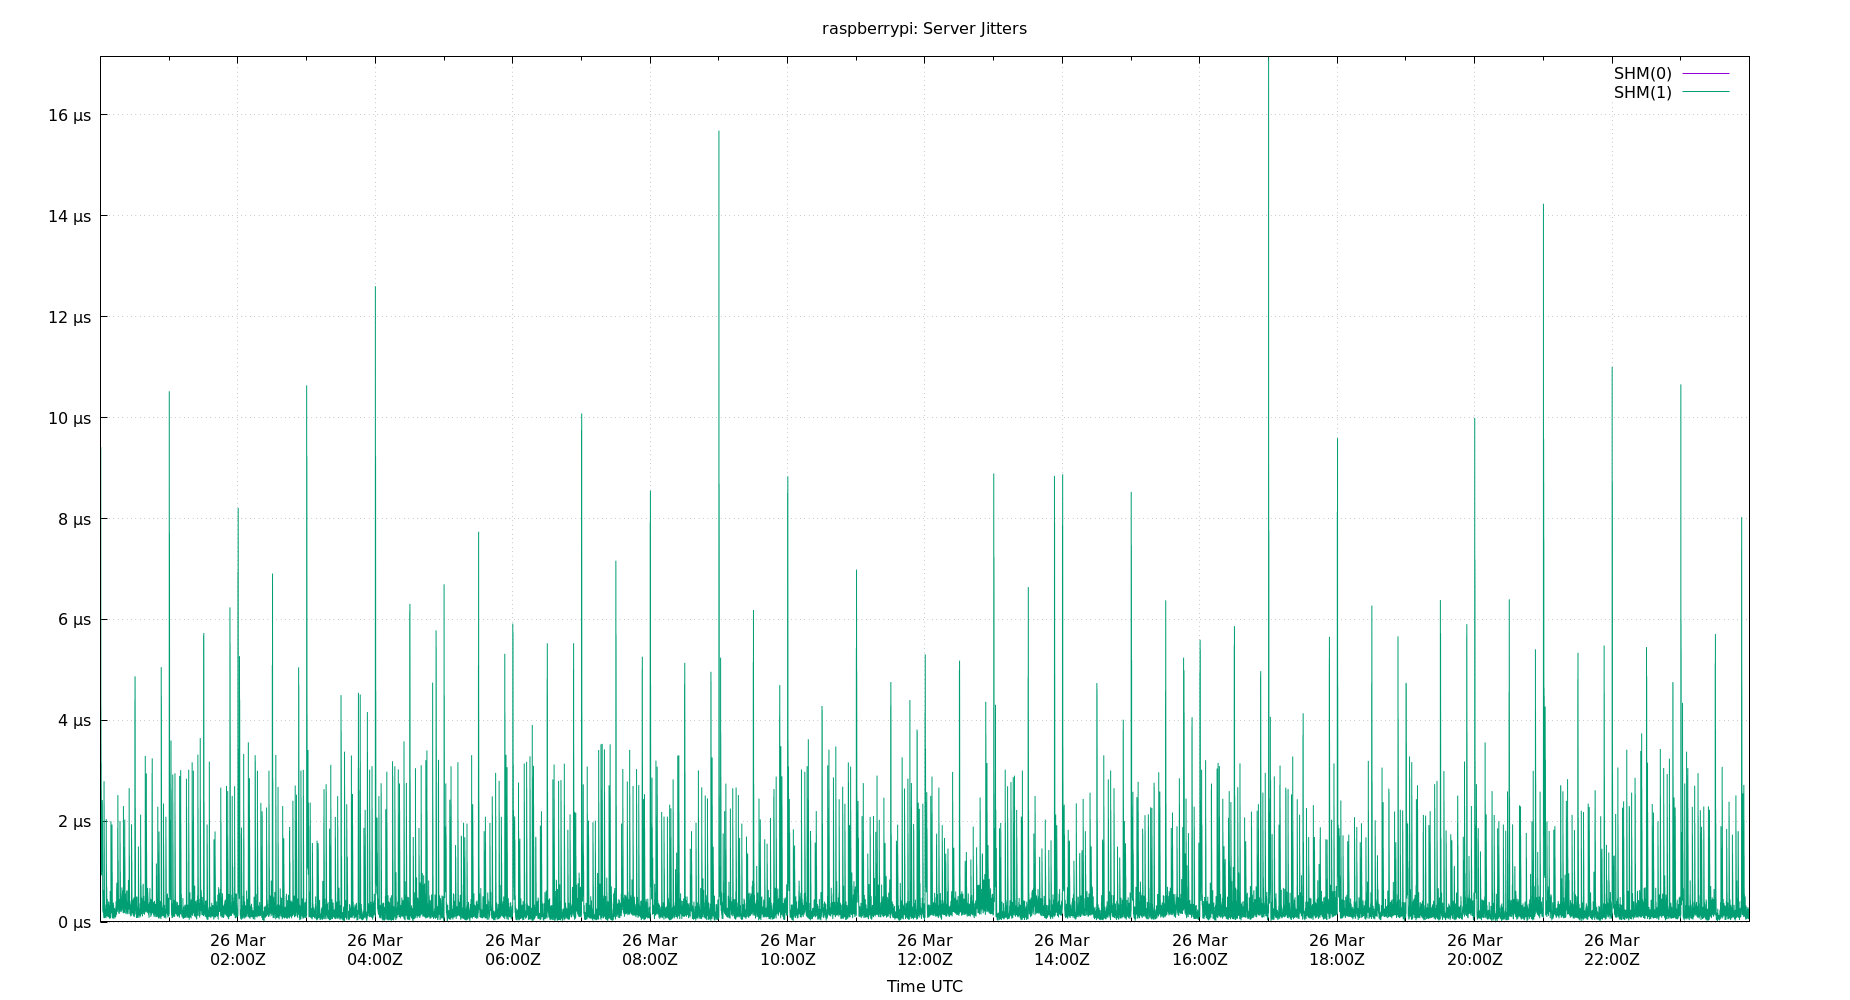 raspberrypi: Server Jitters
SHM(0)
SHM(1)
16 µs
14 µs
12 µs
10 µs
8 µs
6 µs
4 µs
2 µs
0 µs
26 Mar 26 Mar 26 Mar 26 Mar 26 Mar 26 Mar 26 Mar 26 Mar 26 Mar 26 Mar 26 Mar
02:00Z 04:00Z 06:00Z 08:00Z 10:00Z 12:00Z 14:00Z 16:00Z 18:00Z 20:00Z 22:00Z
Time UTC